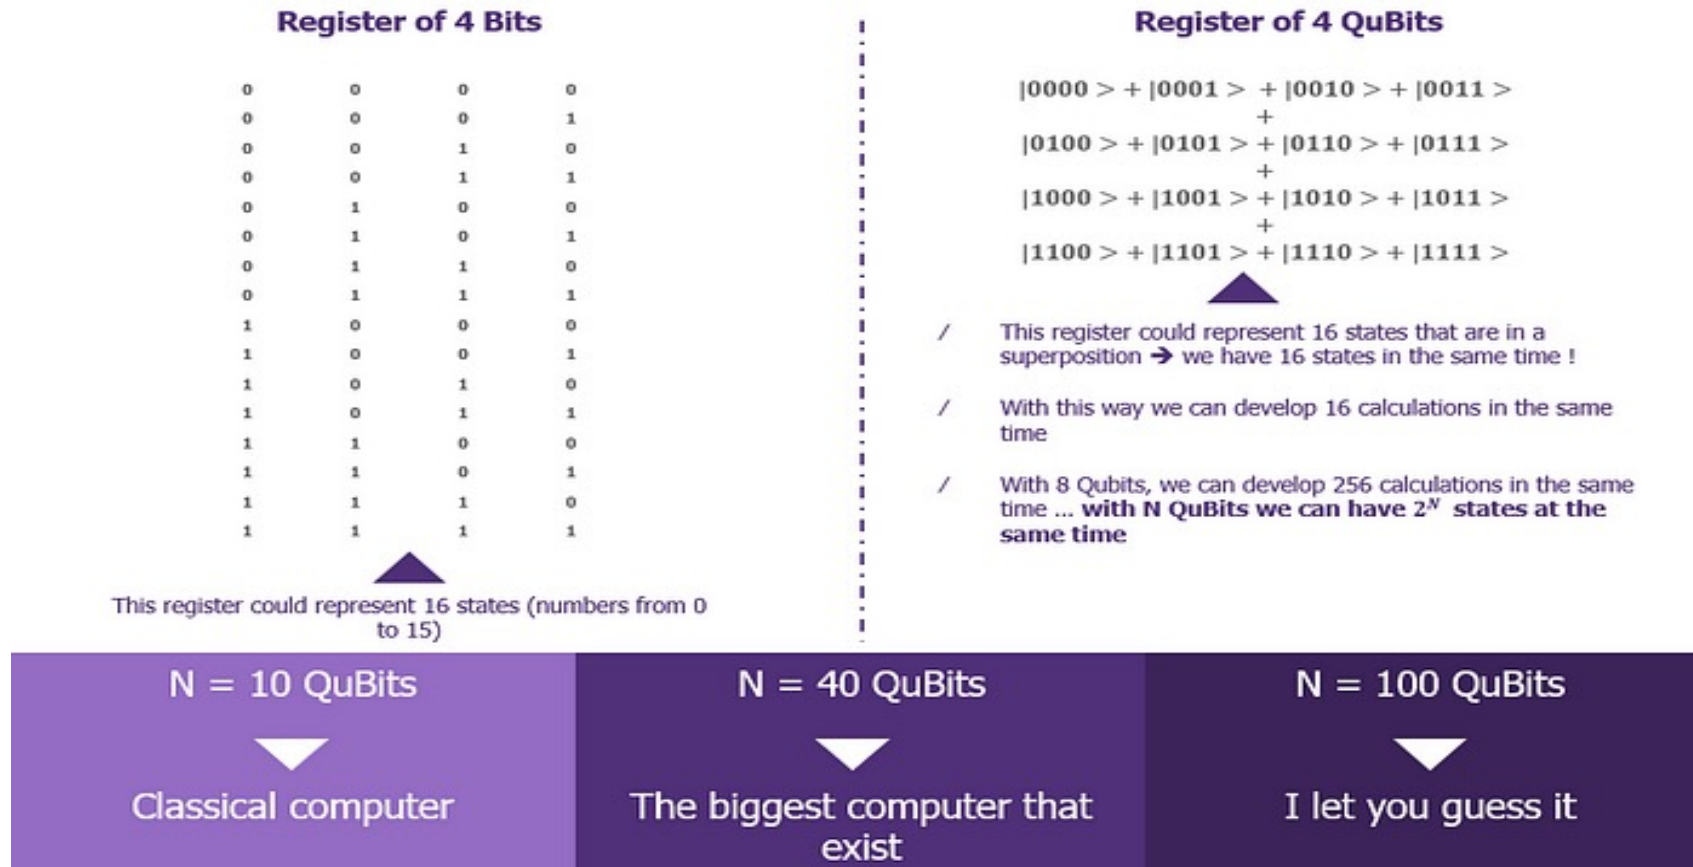 Register of 4 Bits
0 0 0 0
0 0 0 1
0 0 1 0
0 0 1 1
0 1 0 0
0 1 0 1
0 1 1 0
0 1 1 1
1 0 0 0
1 0 0 1
1 0 1 0
1 0 1 1
1 1 0 0
1 1 0 1
1 1 1 0
1 1 1 1
This register could represent 16 states (numbers from 0
to 15)
Register of 4 QuBits
|0000 > + |0001 > + |0010 > + |0011 >
+
|0100 > + |0101 > + |0110 > + |0111 >
+
|1000 > + |1001 > + |1010 > + |1011 >
+
|1100 > + |1101 > + |1110 > + |1111 >
/ This register could represent 16 states that are in a
superposition ➔ we have 16 states in the same time !
/ With this way we can develop 16 calculations in the same
time
/ With 8 Qubits, we can develop 256 calculations in the same
time ... with N QuBits we can have 2^N states at the
same time
N = 10 QuBits
Classical computer
N = 40 QuBits
The biggest computer that
exist
N = 100 QuBits
I let you guess it